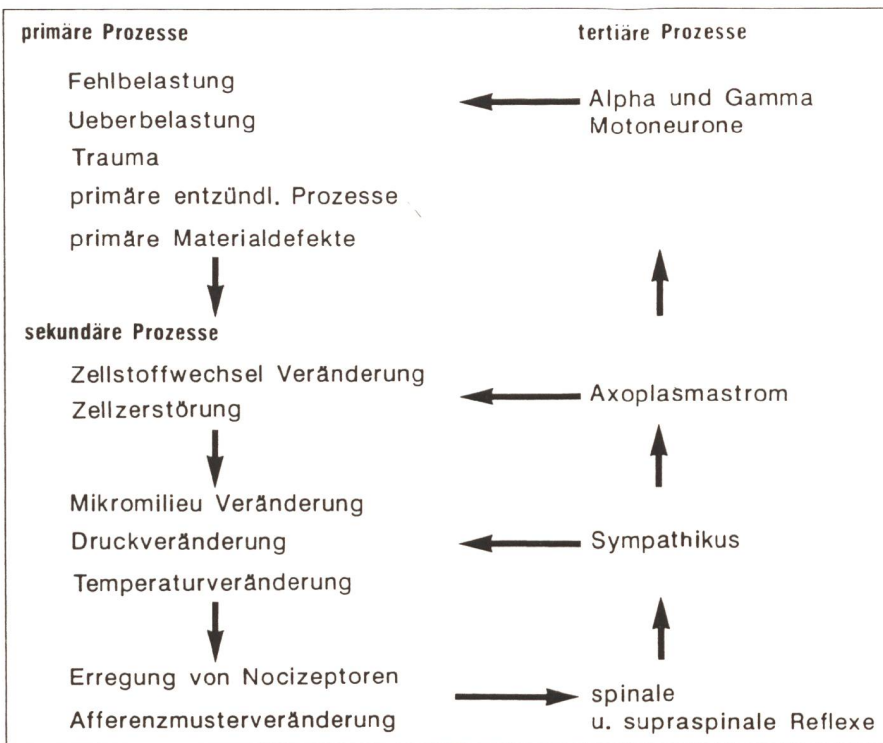 primäre Prozesse
Fehlbelastung
Ueberbelastung
Trauma
primäre entzündl. Prozesse
primäre Materialdefekte
sekundäre Prozesse
Zellstoffwechsel Veränderung
Zellzerstörung
Mikromilieu Veränderung
Druckveränderung
Temperaturveränderung
Erregung von Nocizeptoren
Afferenzmusterveränderung
tertiäre Prozesse
Alpha und Gamma
Motoneurone
Axoplasmastrom
Sympathikus
spinale
u. supraspinale Reflexe